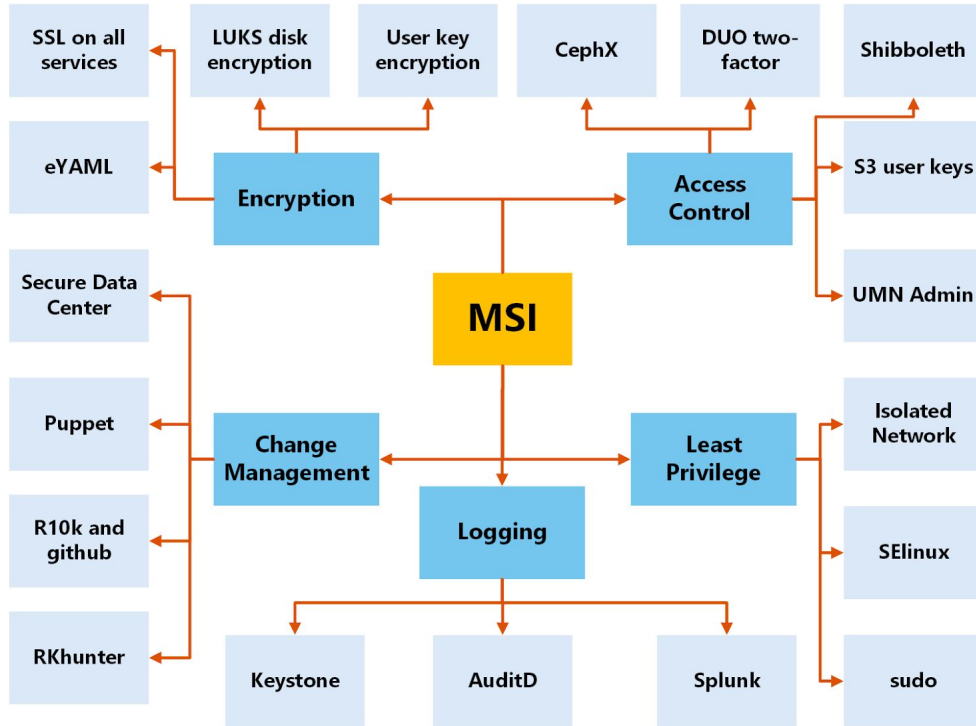 SSL on all
services
LUKS disk
encryption
User key
encryption
CephX
DUO two-
factor
Shibboleth
eYAML
Encryption
Access
Control
S3 user keys
Secure Data
Center
MSI
UMN Admin
Puppet
Change
Management
Least
Privilege
Isolated
Network
R10k and
github
Logging
SElinux
RKhunter
Keystone
AuditD
Splunk
sudo